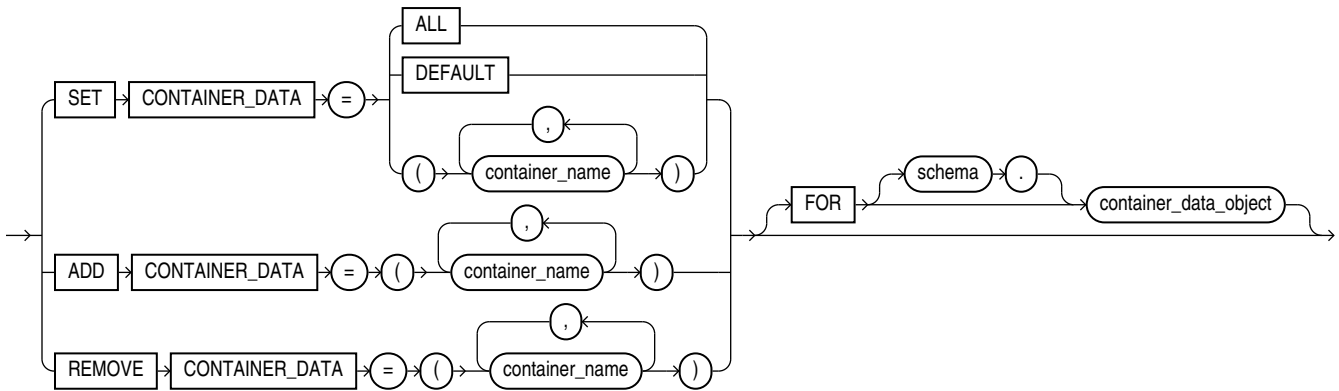 ALL
DEFAULT
,
SET CONTAINER_DATA = ( container_name )
,
FOR schema . container_data_object
ADD CONTAINER_DATA = ( container_name )
,
REMOVE CONTAINER_DATA = ( container_name )